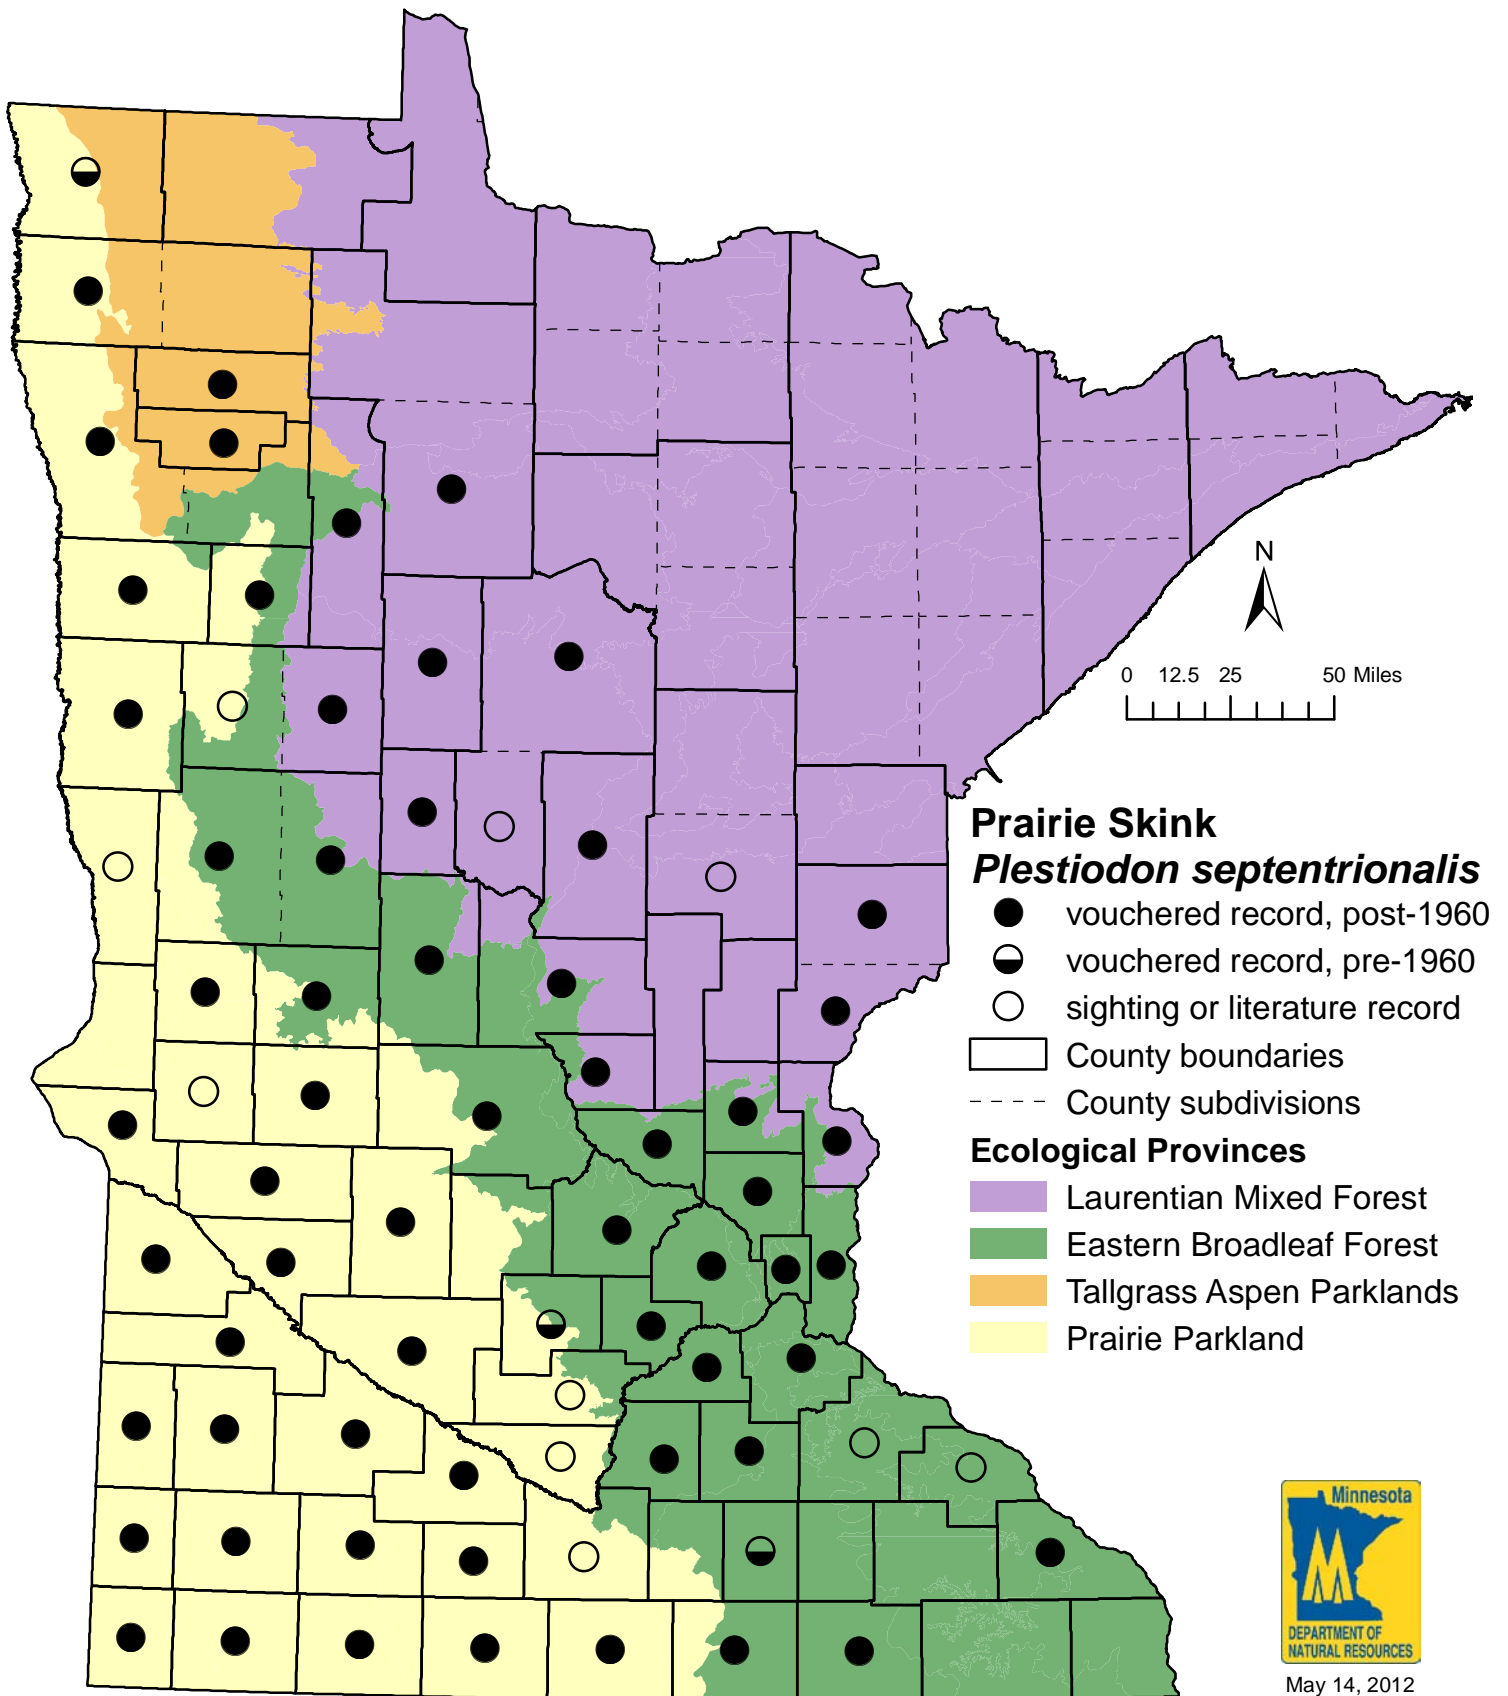 N
0 12.5 25 50 Miles
Prairie Skink
Plestiodon septentrionalis
vouchered record, post-1960
vouchered record, pre-1960
sighting or literature record
County boundaries
County subdivisions
Ecological Provinces
Laurentian Mixed Forest
Eastern Broadleaf Forest
Tallgrass Aspen Parklands
Prairie Parkland
Minnesota
DEPARTMENT OF
NATURAL RESOURCES
May 14, 2012